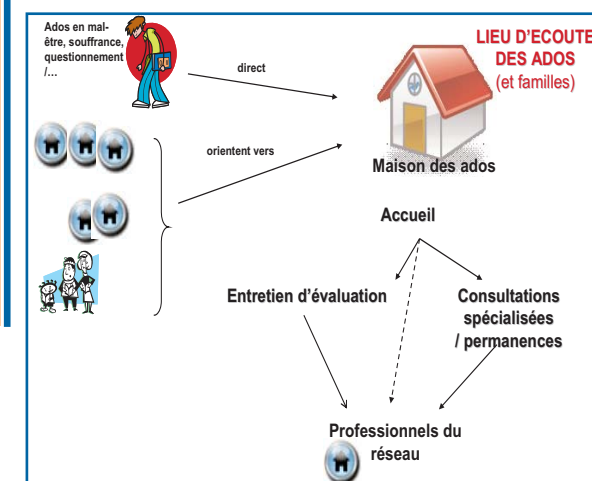 Ados en mal-
être, souffrance,
questionnement
/…
direct
LIEU D’ECOUTE
DES ADOS
(et familles)
orientent vers
Maison des ados
Accueil
Entretien d’évaluation
Consultations
spécialisées
/ permanences
Professionnels du
réseau